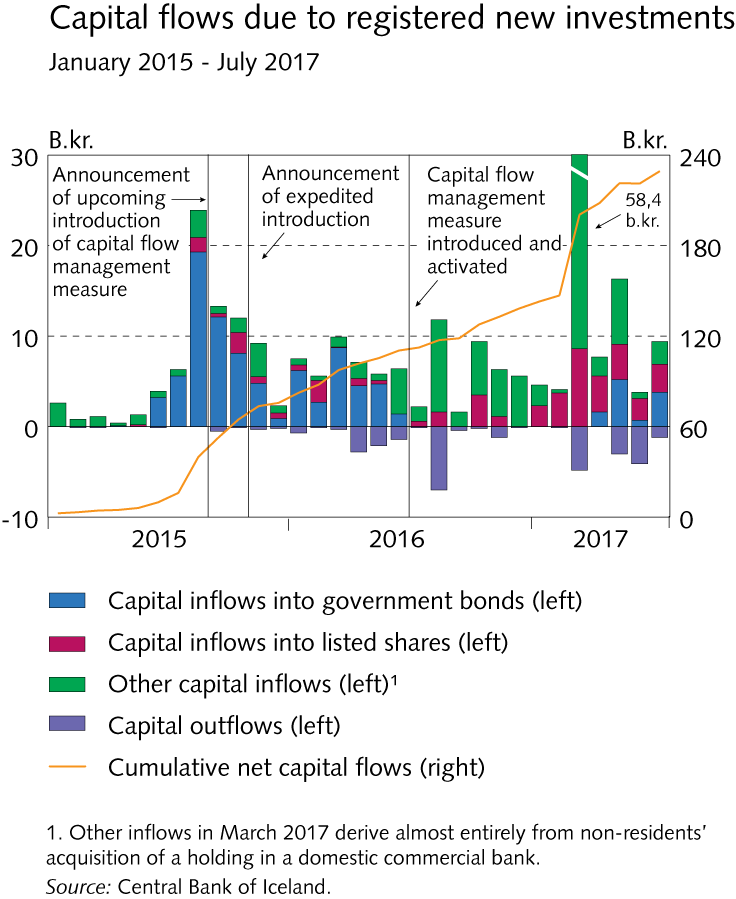 Capital flows due to registered new investments
January 2015 - July 2017
B.kr.
B.kr.
30
20
10
0
-10
240
180
120
60
0
Announcement
of upcoming
introduction
of capital flow
management
measure
Announcement
of expedited
introduction
Capital flow
management
measure
introduced and
activated
58,4
b.kr.
2015
2016
2017
Capital inflows into government bonds (left)
Capital inflows into listed shares (left)
Other capital inflows (left)¹
Capital outflows (left)
Cumulative net capital flows (right)
1. Other inflows in March 2017 derive almost entirely from non-residents'
acquisition of a holding in a domestic commercial bank.
Source: Central Bank of Iceland.